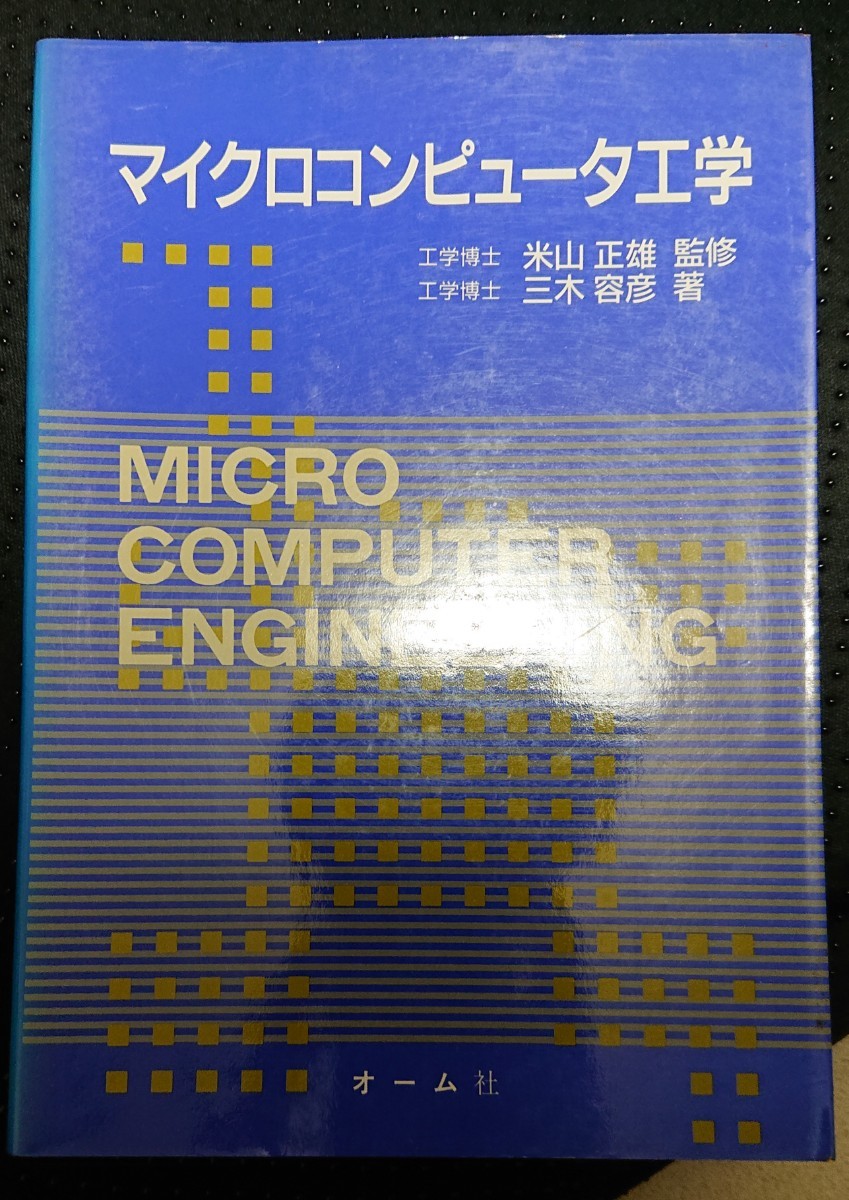 マイクロコンピュータ工学
工学博士 米山 正雄 監修
工学博士 三木 容彦 著
MICRO
COMPUTER
ENGINEERING
オーム社